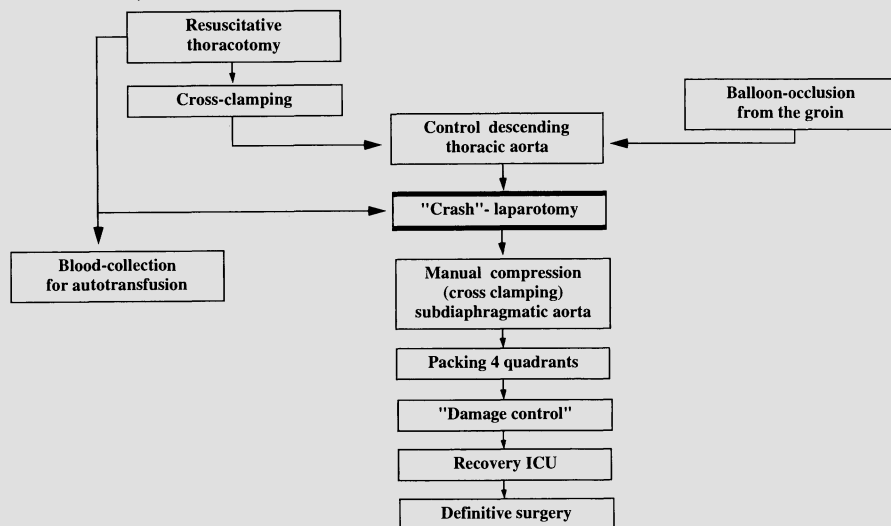 Resuscitative
thoracotomy
Cross-clamping
Balloon-occlusion
from the groin
Control descending
thoracic aorta
"Crash"- laparotomy
Blood-collection
for autotransfusion
Manual compression
(cross clamping)
subdiaphragmatic aorta
Packing 4 quadrants
"Damage control"
Recovery ICU
Definitive surgery